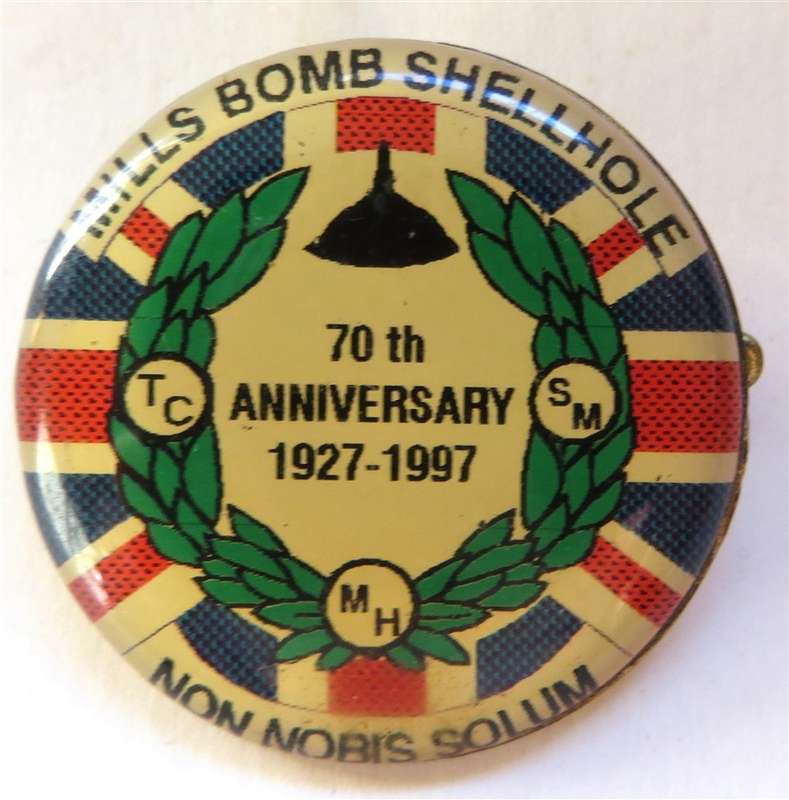 MILLS BOMB SHELLHOLE
70 th
ANNIVERSARY
1927-1997
TC
SM
MH
NON NOBIS SOLUM